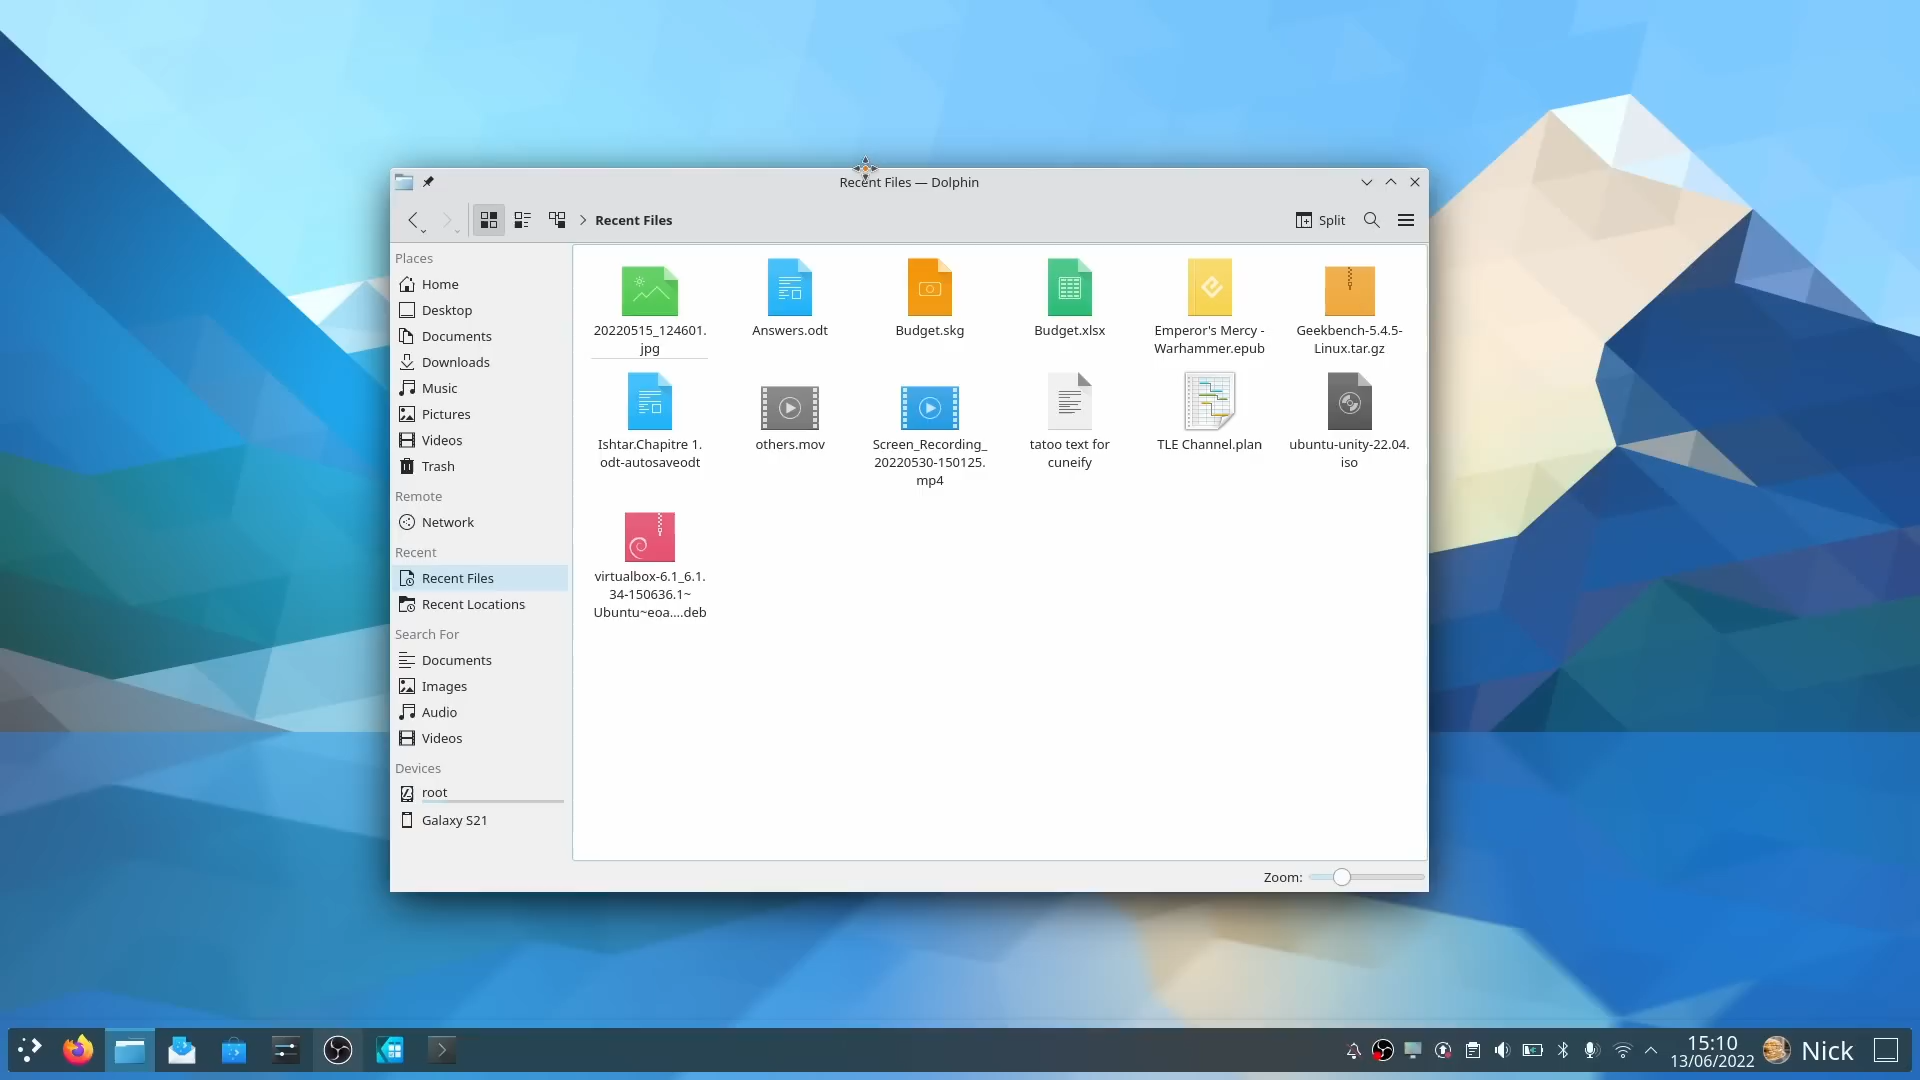 Recent Files — Dolphin
Recent Files
Split
Places
Home
Desktop
Documents
Downloads
Music
Pictures
Videos
Trash
Remote
Network
Recent
Recent Files
Recent Locations
Search For
Documents
Images
Audio
Videos
Devices
root
Galaxy S21
20220515_124601.
jpg
Answers.odt
Budget.skg
Budget.xlsx
Emperor's Mercy -
Warhammer.epub
Geekbench-5.4.5-
Linux.tar.gz
Ishtar.Chapitre 1.
odt-autosaveodt
others.mov
Screen_Recording_
20220530-150125.
mp4
tatoo text for
cuneify
TLE Channel.plan
ubuntu-unity-22.04.
iso
virtualbox-6.1_6.1.
34-150636.1~
Ubuntu~eoa....deb
Zoom:
15:10
13/06/2022
Nick